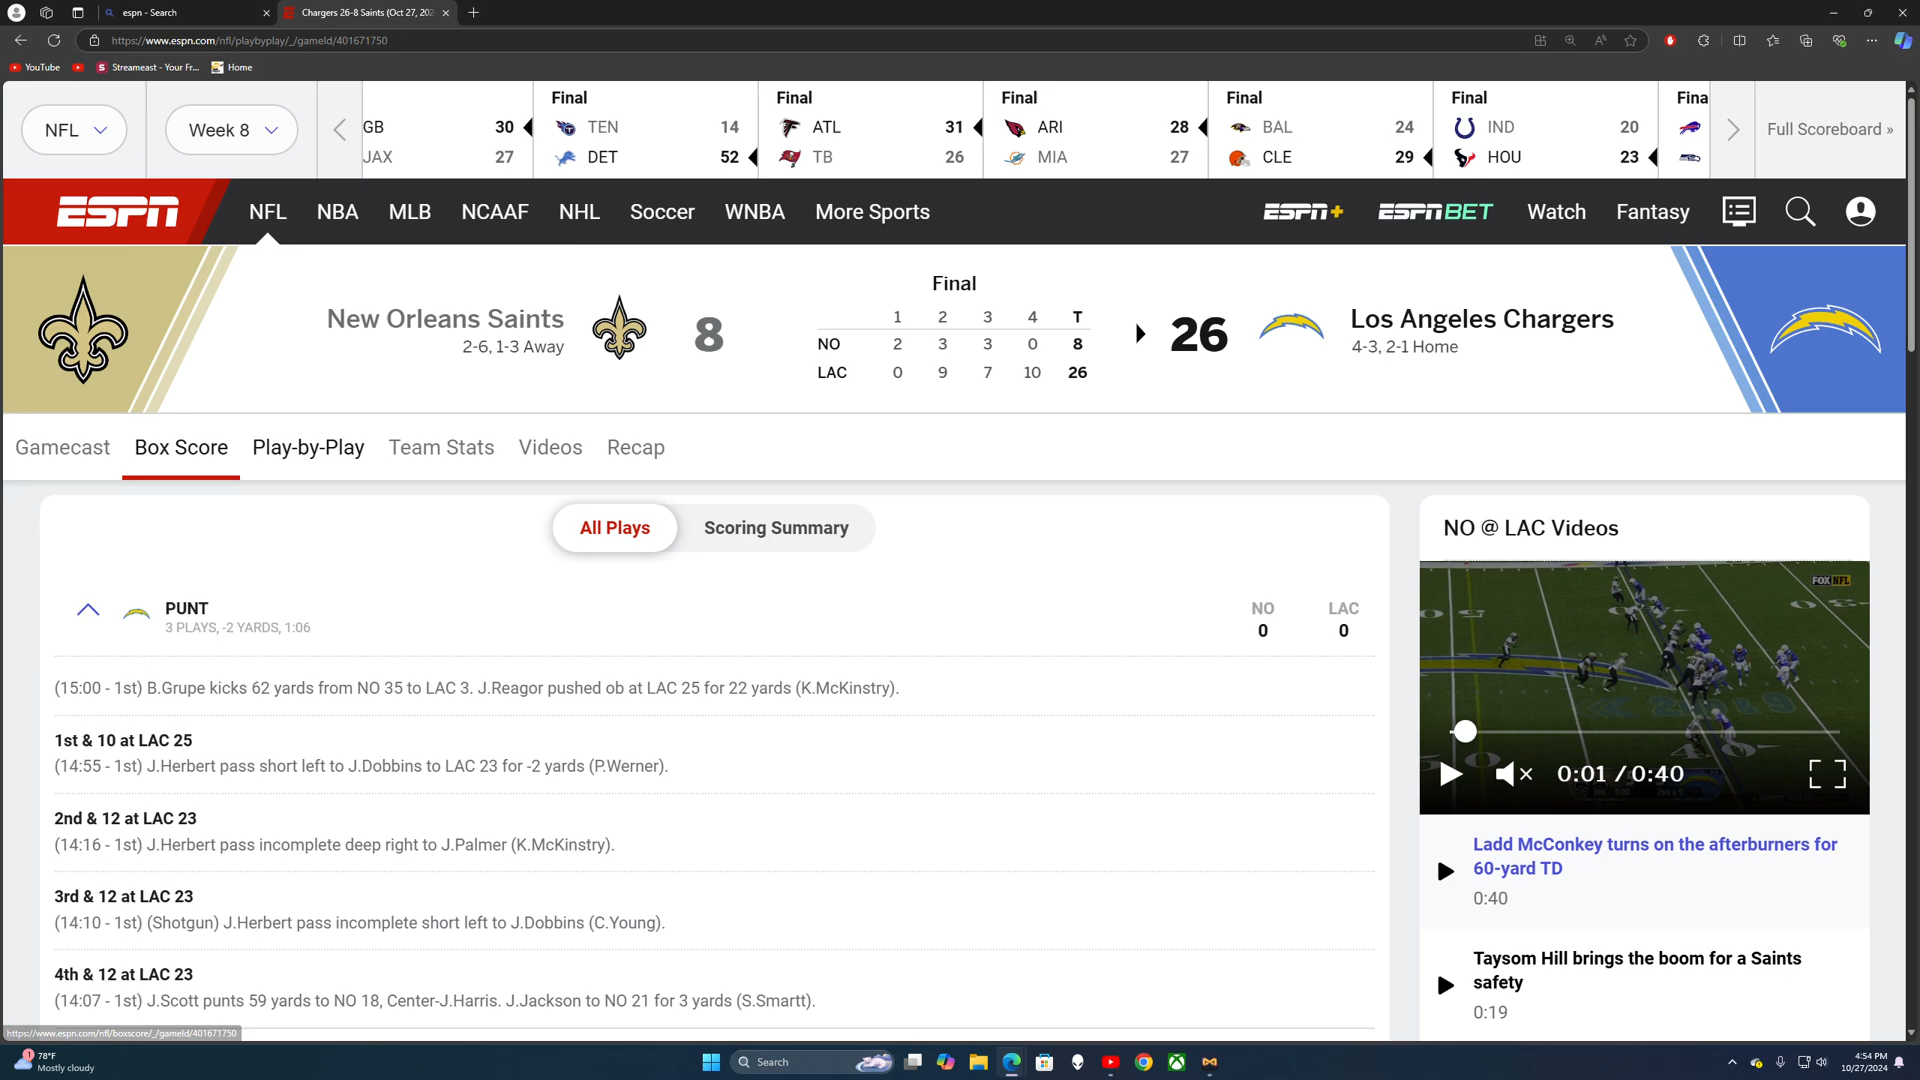 espn - Search
Chargers 26-8 Saints (Oct 27, 202
https://www.espn.com/nfl/playbyplay/_/gameId/401671750
YouTube
Streameast - Your Fr...
Home
NFL
Week 8
GB 30
JAX 27
Final
TEN 14
DET 52
Final
ATL 31
TB 26
Final
ARI 28
MIA 27
Final
BAL 24
CLE 29
Final
IND 20
HOU 23
Fina
Full Scoreboard »
ESPN
NFL NBA MLB NCAAF NHL Soccer WNBA More Sports
ESPN+ ESPN BET Watch Fantasy
New Orleans Saints
2-6, 1-3 Away
8
Final
1 2 3 4 T
NO 2 3 3 0 8
LAC 0 9 7 10 26
26
Los Angeles Chargers
4-3, 2-1 Home
Gamecast Box Score Play-by-Play Team Stats Videos Recap
All Plays Scoring Summary
PUNT
3 PLAYS, -2 YARDS, 1:06
NO LAC
0 0
(15:00 - 1st) B.Grupe kicks 62 yards from NO 35 to LAC 3. J.Reagor pushed ob at LAC 25 for 22 yards (K.McKinstry).
1st & 10 at LAC 25
(14:55 - 1st) J.Herbert pass short left to J.Dobbins to LAC 23 for -2 yards (P.Werner).
2nd & 12 at LAC 23
(14:16 - 1st) J.Herbert pass incomplete deep right to J.Palmer (K.McKinstry).
3rd & 12 at LAC 23
(14:10 - 1st) (Shotgun) J.Herbert pass incomplete short left to J.Dobbins (C.Young).
4th & 12 at LAC 23
(14:07 - 1st) J.Scott punts 59 yards to NO 18, Center-J.Harris. J.Jackson to NO 21 for 3 yards (S.Smartt).
NO @ LAC Videos
FOX NFL
0:01 / 0:40
Ladd McConkey turns on the afterburners for
60-yard TD
0:40
Taysom Hill brings the boom for a Saints
safety
0:19
https://www.espn.com/nfl/boxscore/_/gameId/401671750
1
78°F
Mostly cloudy
Search
4:54 PM
10/27/2024